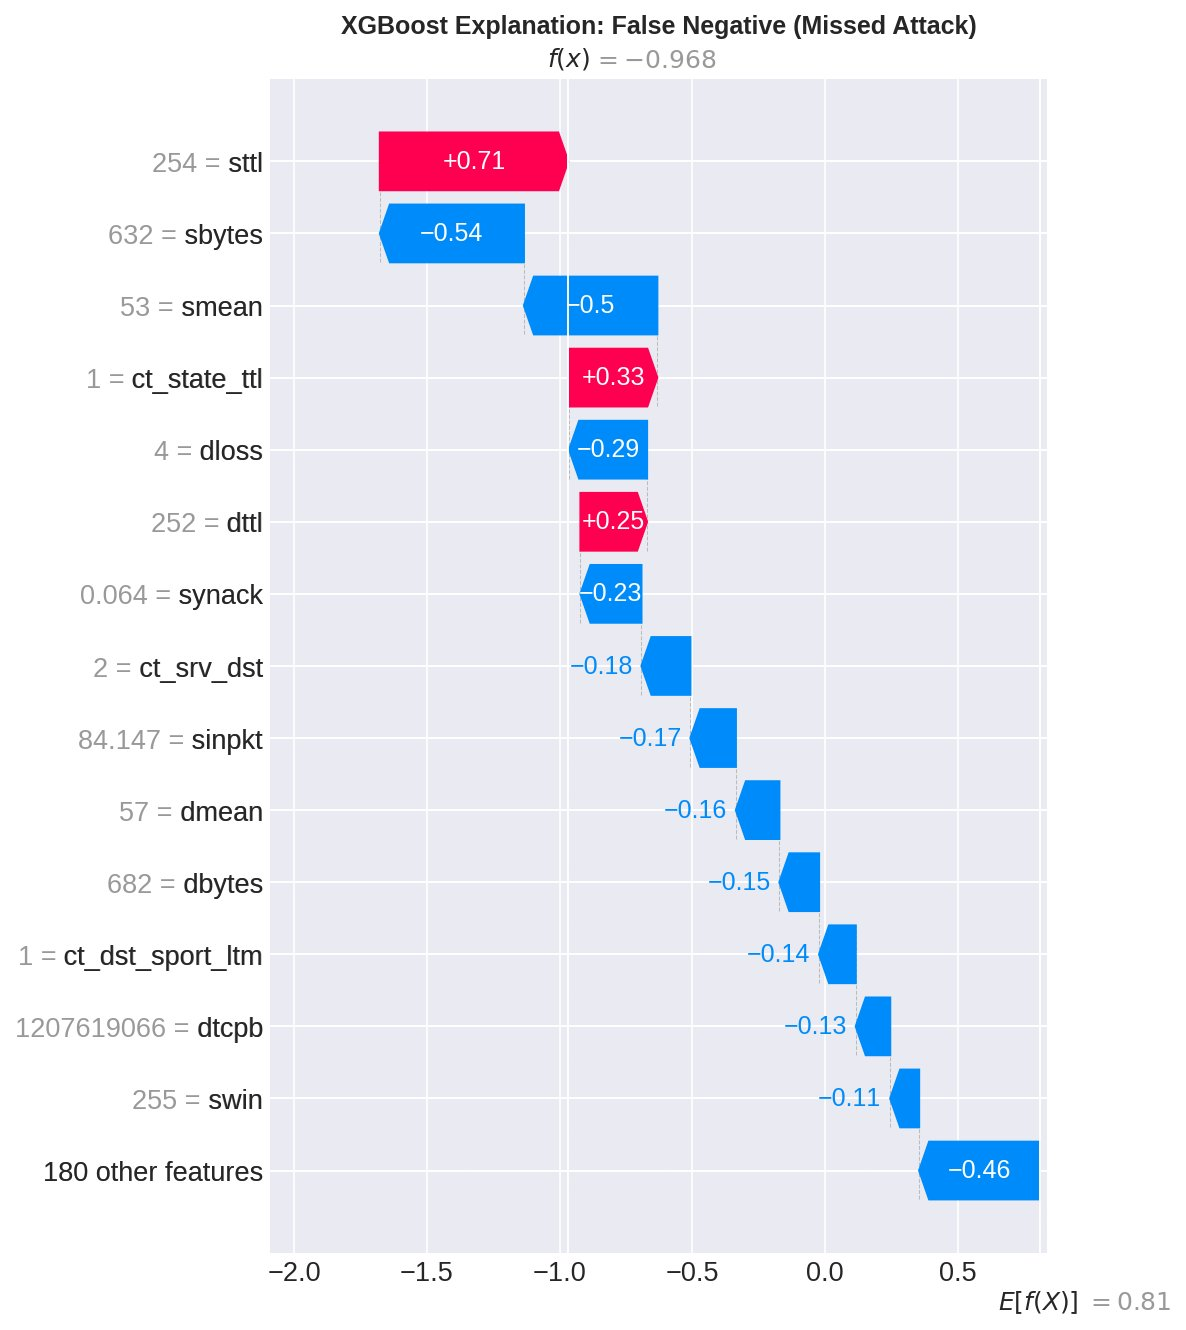 XGBoost Explanation: False Negative (Missed Attack)
f(x) = −0.968
254 = sttl
+0.71
632 = sbytes
−0.54
53 = smean
−0.5
1 = ct_state_ttl
+0.33
4 = dloss
−0.29
252 = dttl
+0.25
0.064 = synack
−0.23
2 = ct_srv_dst
−0.18
84.147 = sinpkt
−0.17
57 = dmean
−0.16
682 = dbytes
−0.15
1 = ct_dst_sport_ltm
−0.14
1207619066 = dtcpb
−0.13
255 = swin
−0.11
180 other features
−0.46
−2.0 −1.5 −1.0 −0.5 0.0 0.5
E[f(X)] = 0.81